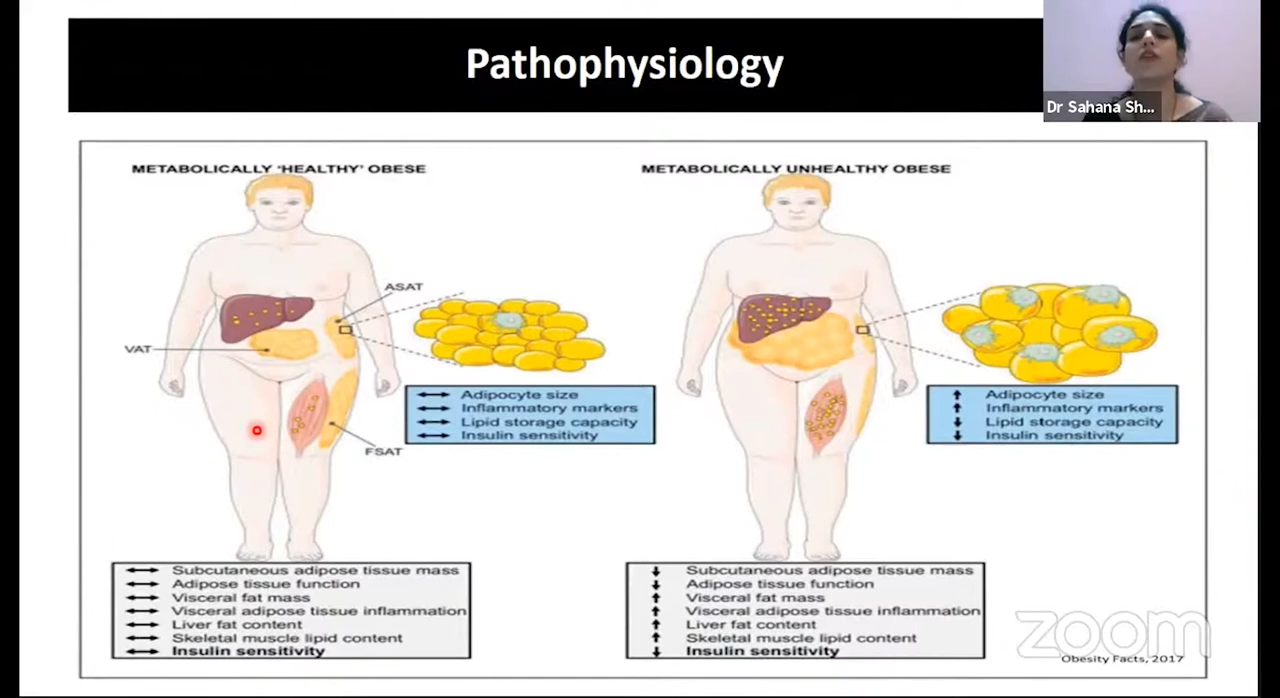 Pathophysiology
Dr Sahana Sh...
METABOLICALLY 'HEALTHY' OBESE
METABOLICALLY UNHEALTHY OBESE
ASAT
VAT
FSAT
↔ Adipocyte size
↔ Inflammatory markers
↔ Lipid storage capacity
↔ Insulin sensitivity
↑ Adipocyte size
↑ Inflammatory markers
↓ Lipid storage capacity
↓ Insulin sensitivity
↔ Subcutaneous adipose tissue mass
↔ Adipose tissue function
↔ Visceral fat mass
↔ Visceral adipose tissue inflammation
↔ Liver fat content
↔ Skeletal muscle lipid content
↔ Insulin sensitivity
↓ Subcutaneous adipose tissue mass
↓ Adipose tissue function
↑ Visceral fat mass
↑ Visceral adipose tissue inflammation
↑ Liver fat content
↑ Skeletal muscle lipid content
↓ Insulin sensitivity
zoom
Obesity Facts, 2017